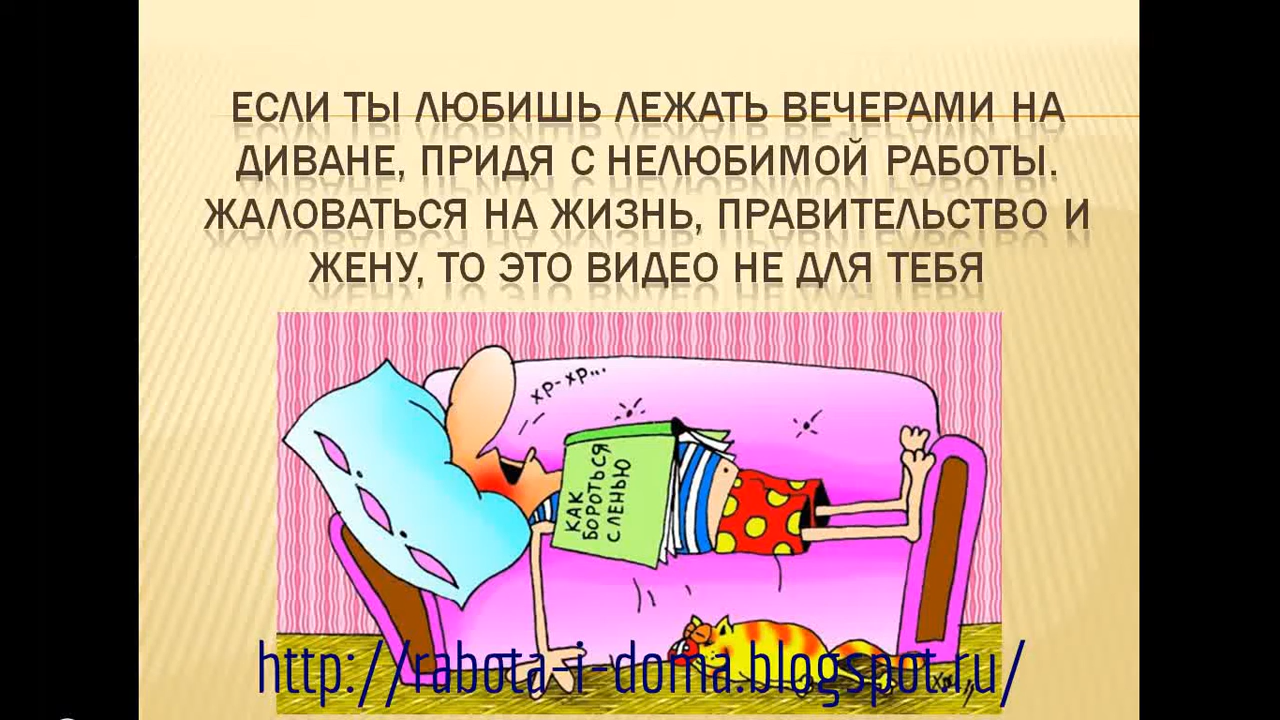 ЕСЛИ ТЫ ЛЮБИШЬ ЛЕЖАТЬ ВЕЧЕРАМИ НА
ДИВАНЕ, ПРИДЯ С НЕЛЮБИМОЙ РАБОТЫ.
ЖАЛОВАТЬСЯ НА ЖИЗНЬ, ПРАВИТЕЛЬСТВО И
ЖЕНУ, ТО ЭТО ВИДЕО НЕ ДЛЯ ТЕБЯ
хр-хр...
КАК
БОРОТЬСЯ
С ЛЕНЬЮ
http://rabota-i-doma.blogspot.ru/